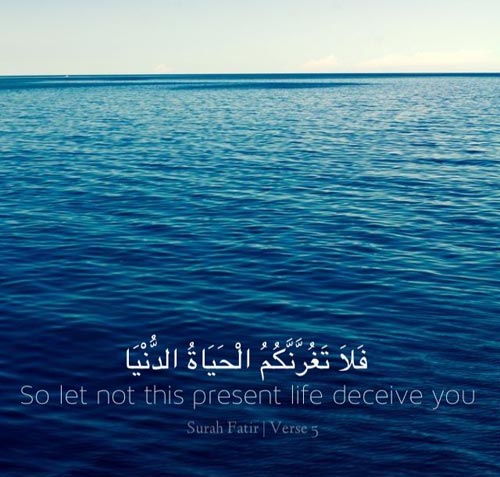 فَلاَ تَغُرَّنَّكُمُ الْحَيَاةُ الدُّنْيَا
So let not this present life deceive you
Surah Fatir | Verse 5